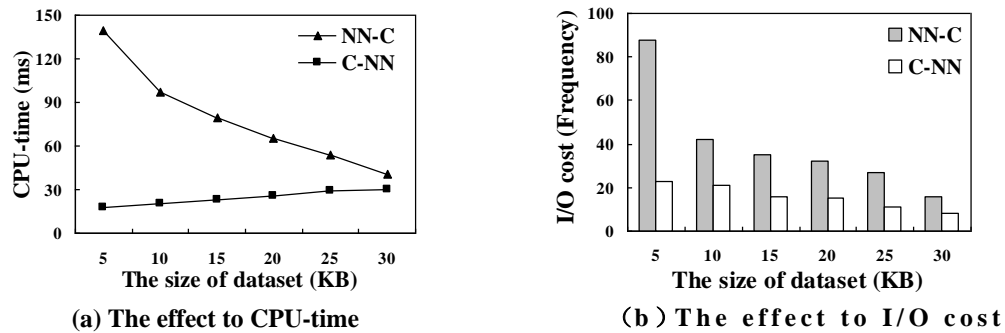 150
120
90
60
30
0
CPU-time (ms)
NN-C
C-NN
5 10 15 20 25 30
The size of dataset (KB)
(a) The effect to CPU-time
100
80
60
40
20
0
I/O cost (Frequency)
NN-C
C-NN
5 10 15 20 25 30
The size of dataset (KB)
（b）The effect to I/O cost